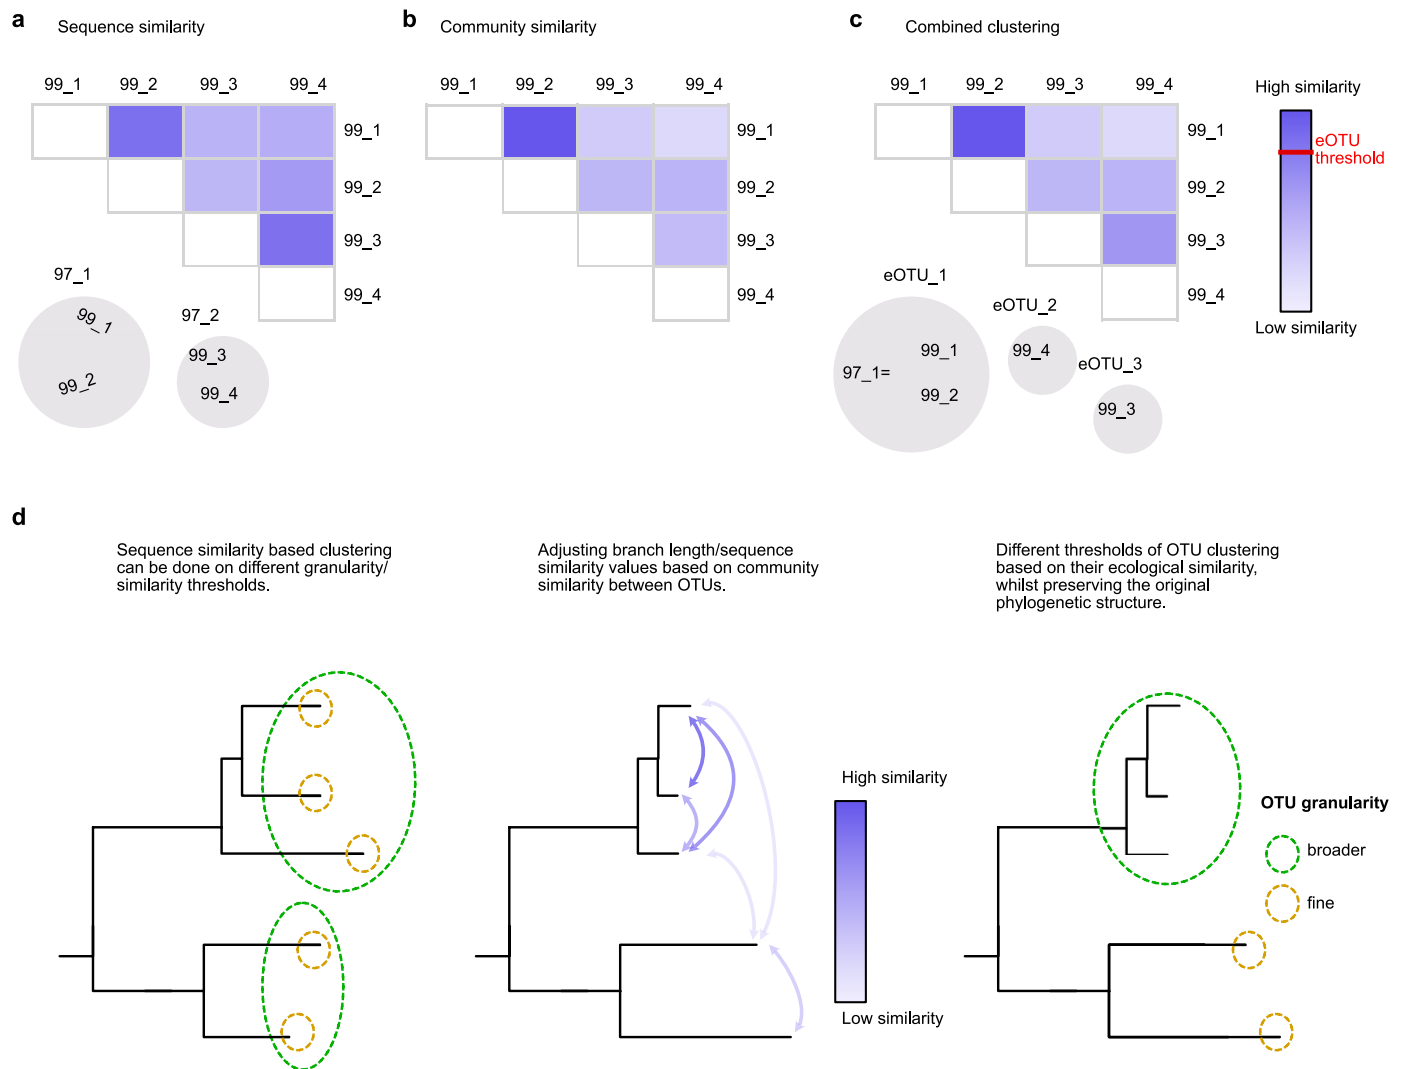 a
Sequence similarity
99_1 99_2 99_3 99_4
99_1
99_2
99_3
99_4
97_1
99_1
99_2
97_2
99_3
99_4
b
Community similarity
99_1 99_2 99_3 99_4
99_1
99_2
99_3
99_4
c
Combined clustering
99_1 99_2 99_3 99_4
99_1
99_2
99_3
99_4
eOTU_1
97_1=
99_1
99_2
eOTU_2
99_4
eOTU_3
99_3
High similarity
eOTU
threshold
Low similarity
d
Sequence similarity based clustering
can be done on different granularity/
similarity thresholds.
Adjusting branch length/sequence
similarity values based on community
similarity between OTUs.
High similarity
Low similarity
Different thresholds of OTU clustering
based on their ecological similarity,
whilst preserving the original
phylogenetic structure.
OTU granularity
broader
fine